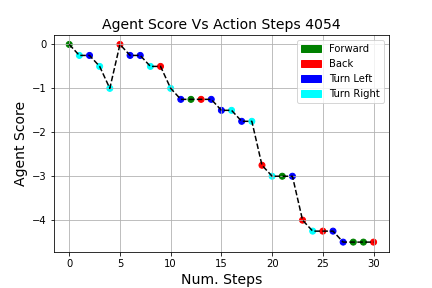 Agent Score Vs Action Steps 4054
Agent Score
0
−1
−2
−3
−4
Forward
Back
Turn Left
Turn Right
0 5 10 15 20 25 30
Num. Steps